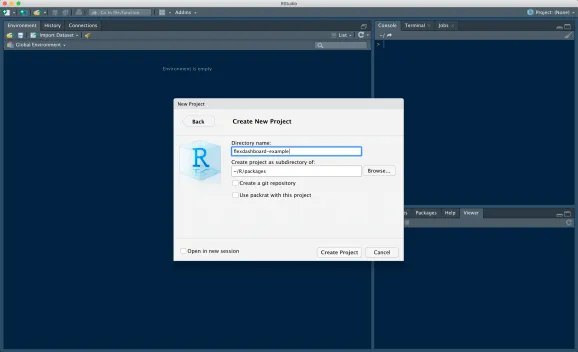 RStudio
Go to file/function
Addins
Project: (None)
Environment History Connections
Import Dataset
List
Global Environment
Environment is empty
Console Terminal Jobs
~/
>
New Project
Back
Create New Project
Directory name:
flexdashboard-example
Create project as subdirectory of:
~/R/packages
Browse...
Create a git repository
Use packrat with this project
R
Open in new session
Create Project
Cancel
Packages Help Viewer